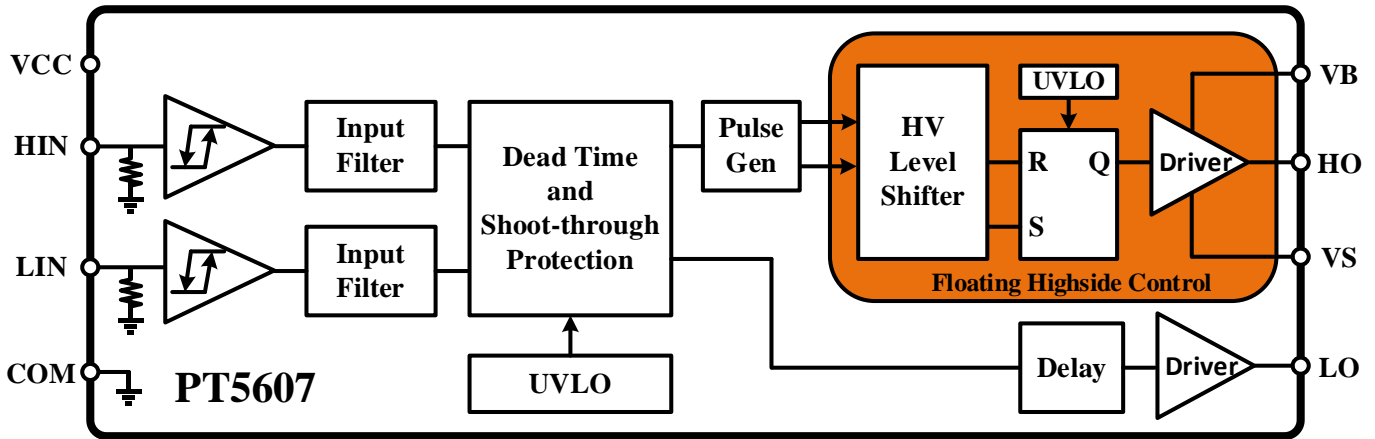 VCC
HIN
LIN
COM
Input
Filter
Input
Filter
Dead Time
and
Shoot-through
Protection
UVLO
PT5607
Pulse
Gen
HV
Level
Shifter
UVLO
R
Q
S
Driver
Floating Highside Control
Delay
Driver
VB
HO
VS
LO